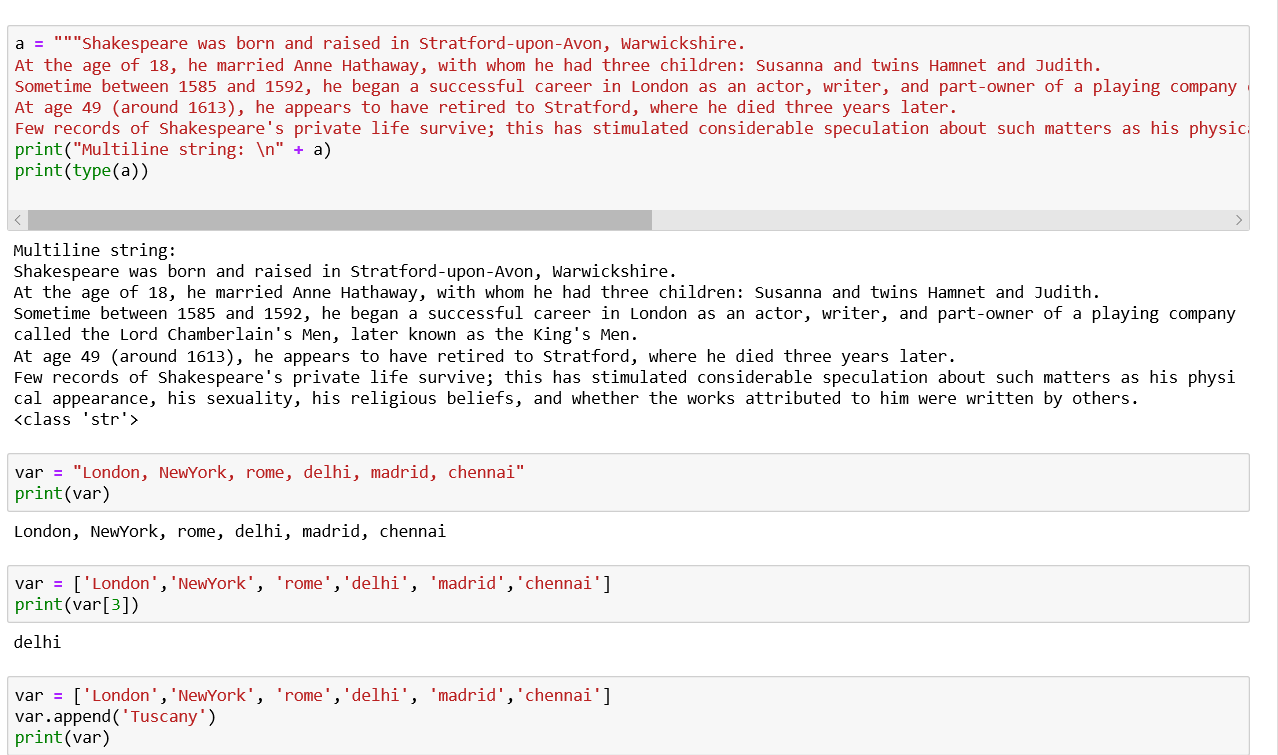 a = """Shakespeare was born and raised in Stratford-upon-Avon, Warwickshire.
At the age of 18, he married Anne Hathaway, with whom he had three children: Susanna and twins Hamnet and Judith.
Sometime between 1585 and 1592, he began a successful career in London as an actor, writer, and part-owner of a playing company
At age 49 (around 1613), he appears to have retired to Stratford, where he died three years later.
Few records of Shakespeare's private life survive; this has stimulated considerable speculation about such matters as his physic
print("Multiline string: \n" + a)
print(type(a))
Multiline string:
Shakespeare was born and raised in Stratford-upon-Avon, Warwickshire.
At the age of 18, he married Anne Hathaway, with whom he had three children: Susanna and twins Hamnet and Judith.
Sometime between 1585 and 1592, he began a successful career in London as an actor, writer, and part-owner of a playing company
called the Lord Chamberlain's Men, later known as the King's Men.
At age 49 (around 1613), he appears to have retired to Stratford, where he died three years later.
Few records of Shakespeare's private life survive; this has stimulated considerable speculation about such matters as his physi
cal appearance, his sexuality, his religious beliefs, and whether the works attributed to him were written by others.
<class 'str'>
var = "London, NewYork, rome, delhi, madrid, chennai"
print(var)
London, NewYork, rome, delhi, madrid, chennai
var = ['London','NewYork', 'rome','delhi', 'madrid','chennai']
print(var[3])
delhi
var = ['London','NewYork', 'rome','delhi', 'madrid','chennai']
var.append('Tuscany')
print(var)